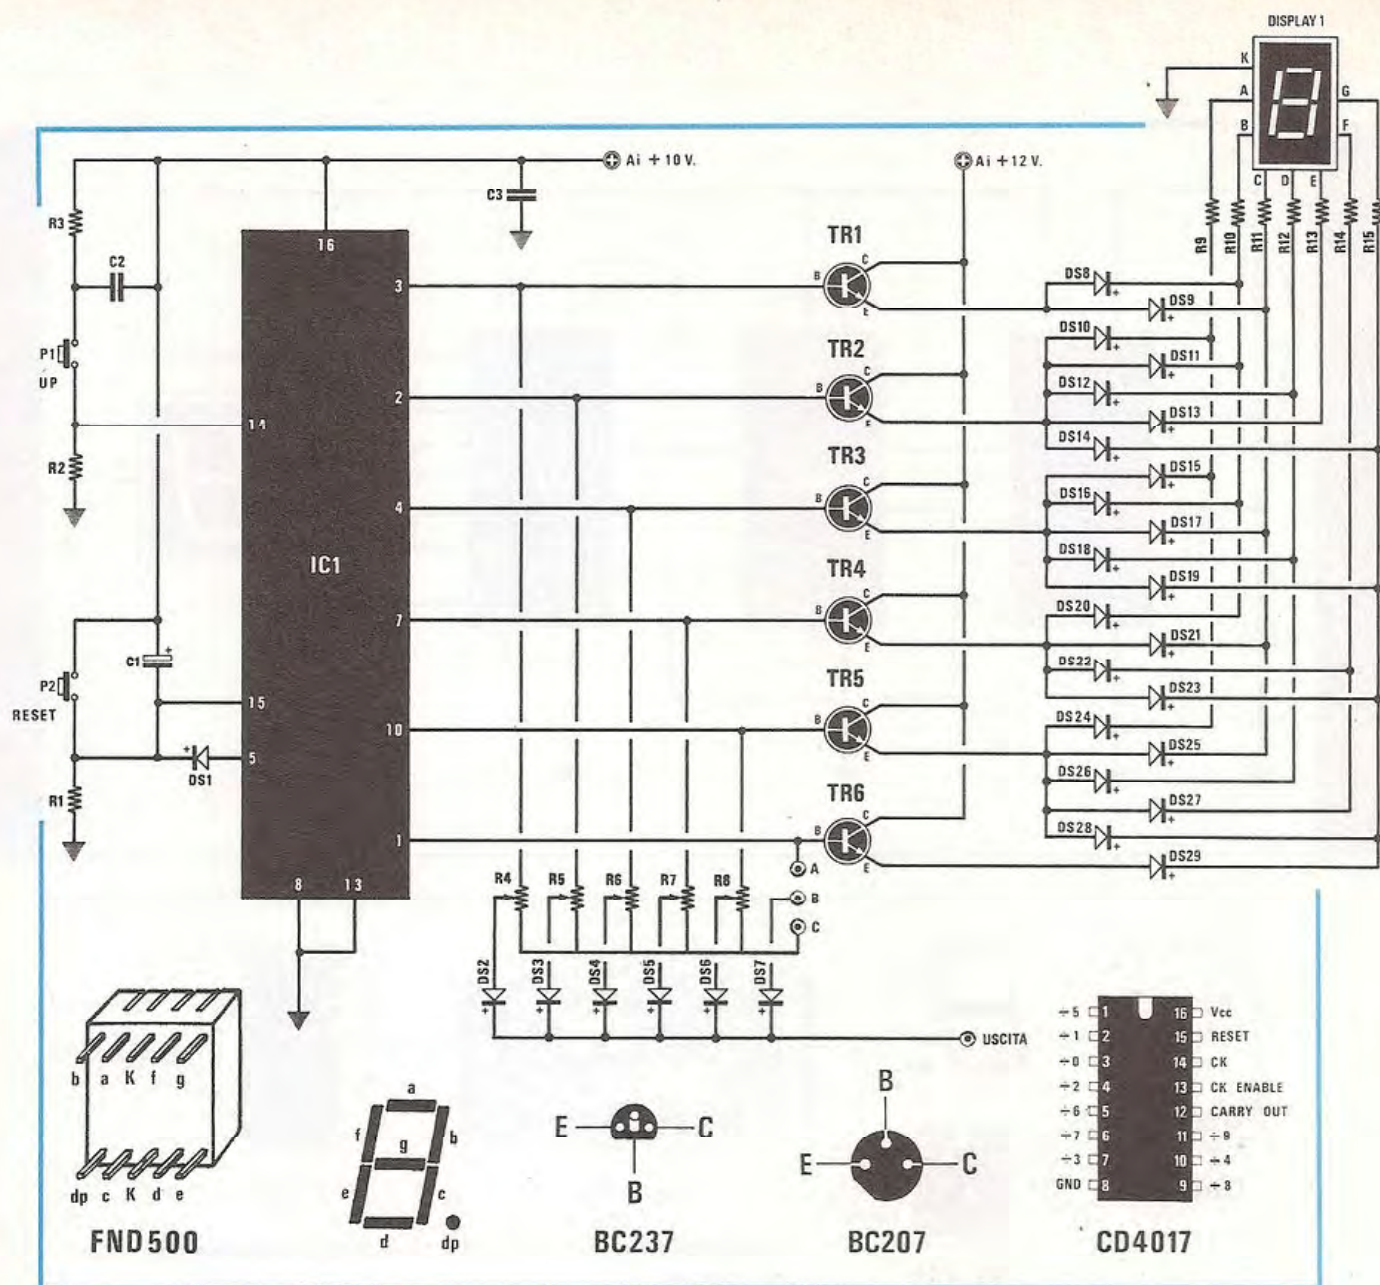 DISPLAY 1
K
A
G
B
F
C D E
Ai + 10 V.
Ai + 12 V.
C3
R3
16
TR1
C2
R9 R10 R11 R12 R13 R14 R15
3
B C E
DS8
DS9
DS10
P1
UP
TR2
DS11
2
B C E
DS12
DS13
14
DS14
R2
TR3
DS15
4
B C E
DS16
DS17
IC1
DS18
TR4
DS19
7
B C E
DS20
DS21
C1 +
DS22
P2
TR5
DS23
RESET
15
DS24
10
B C E
DS25
5
DS1
DS26
R1
TR6
DS27
1
B C E
DS28
DS29
A
8 13
R4 R5 R6 R7 R8
B
C
DS2 DS3 DS4 DS5 DS6 DS7
USCITA
b a K f g
dp c K d e
FND500
a
f b
g
e c
d dp
E C
B
BC237
B
E C
BC207
÷5 1 16 Vcc
÷1 2 15 RESET
÷0 3 14 CK
÷2 4 13 CK ENABLE
÷6 5 12 CARRY OUT
÷7 6 11 ÷9
÷3 7 10 ÷4
GND 8 9 ÷8
CD4017